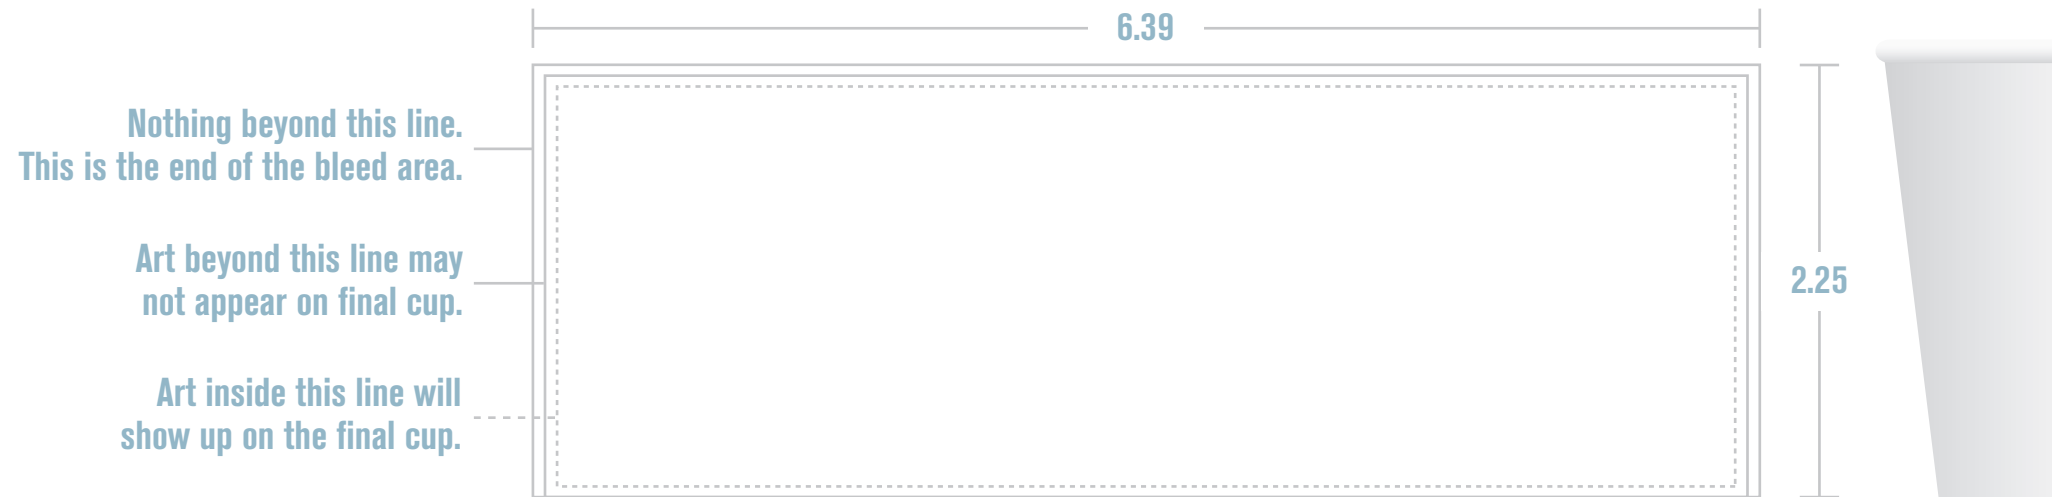 6.39
Nothing beyond this line.
This is the end of the bleed area.
Art beyond this line may
not appear on final cup.
2.25
Art inside this line will
show up on the final cup.